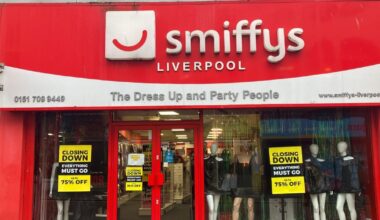 smiffys
LIVERPOOL
0151 708 9449
The Dress Up and Party People
www.smiffys-liverpool
CLOSING
DOWN
EVERYTHING
MUST GO
75% OFF
CLOSING
DOWN
EVERYTHING
MUST GO
75% OFF